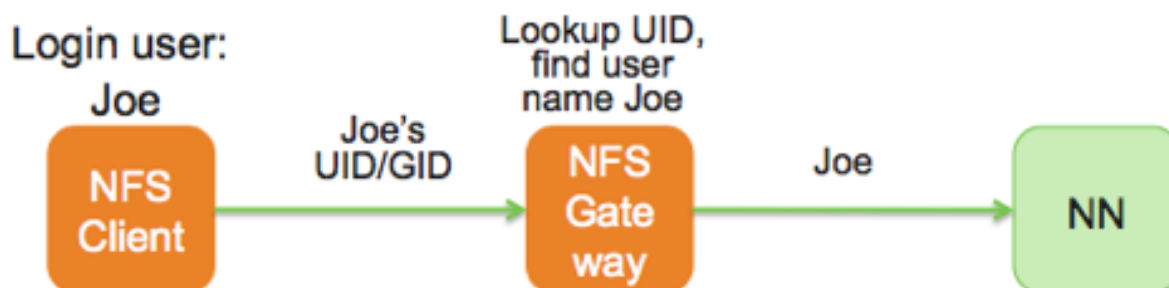 Login user:
Joe
NFS
Client
Joe's
UID/GID
Lookup UID,
find user
name Joe
NFS
Gate
way
Joe
NN